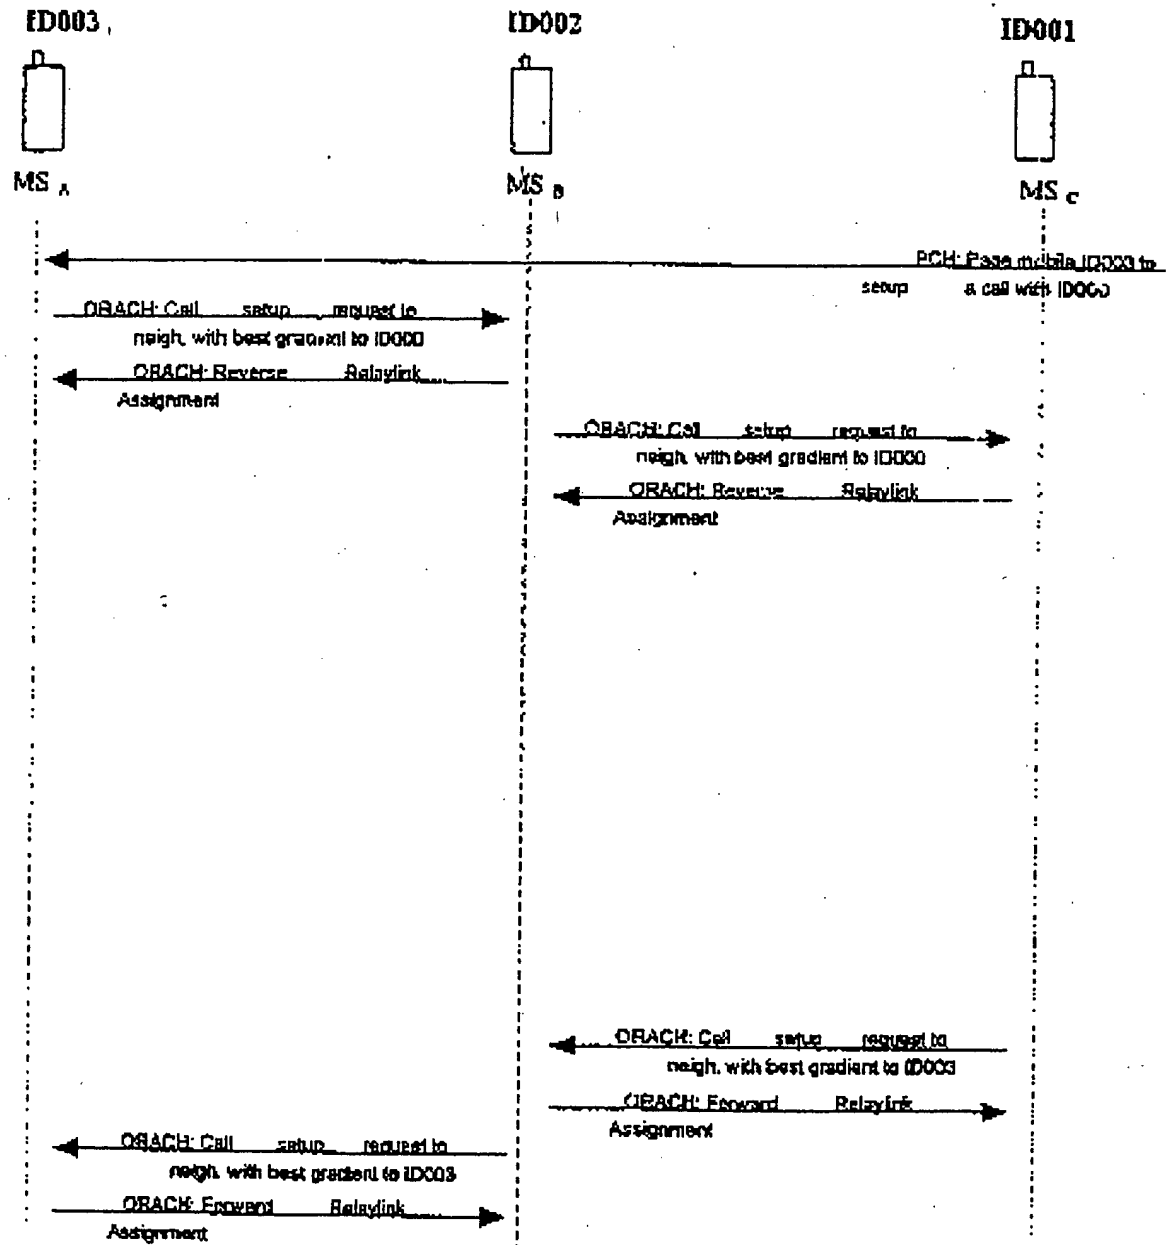 ID003
ID002
ID001
MS A
MS B
MS C
PCH: Page mobile ID003 to
setup a call with ID000
ORACH: Call setup request to
neigh. with best gradient to ID000
ORACH: Reverse Relaylink
Assignment
ORACH: Call setup request to
neigh. with best gradient to ID000
ORACH: Reverse Relaylink
Assignment
ORACH: Call setup request to
neigh. with best gradient to ID003
ORACH: Forward Relaylink
Assignment
ORACH: Call setup request to
neigh. with best gradient to ID003
ORACH: Forward Relaylink
Assignment